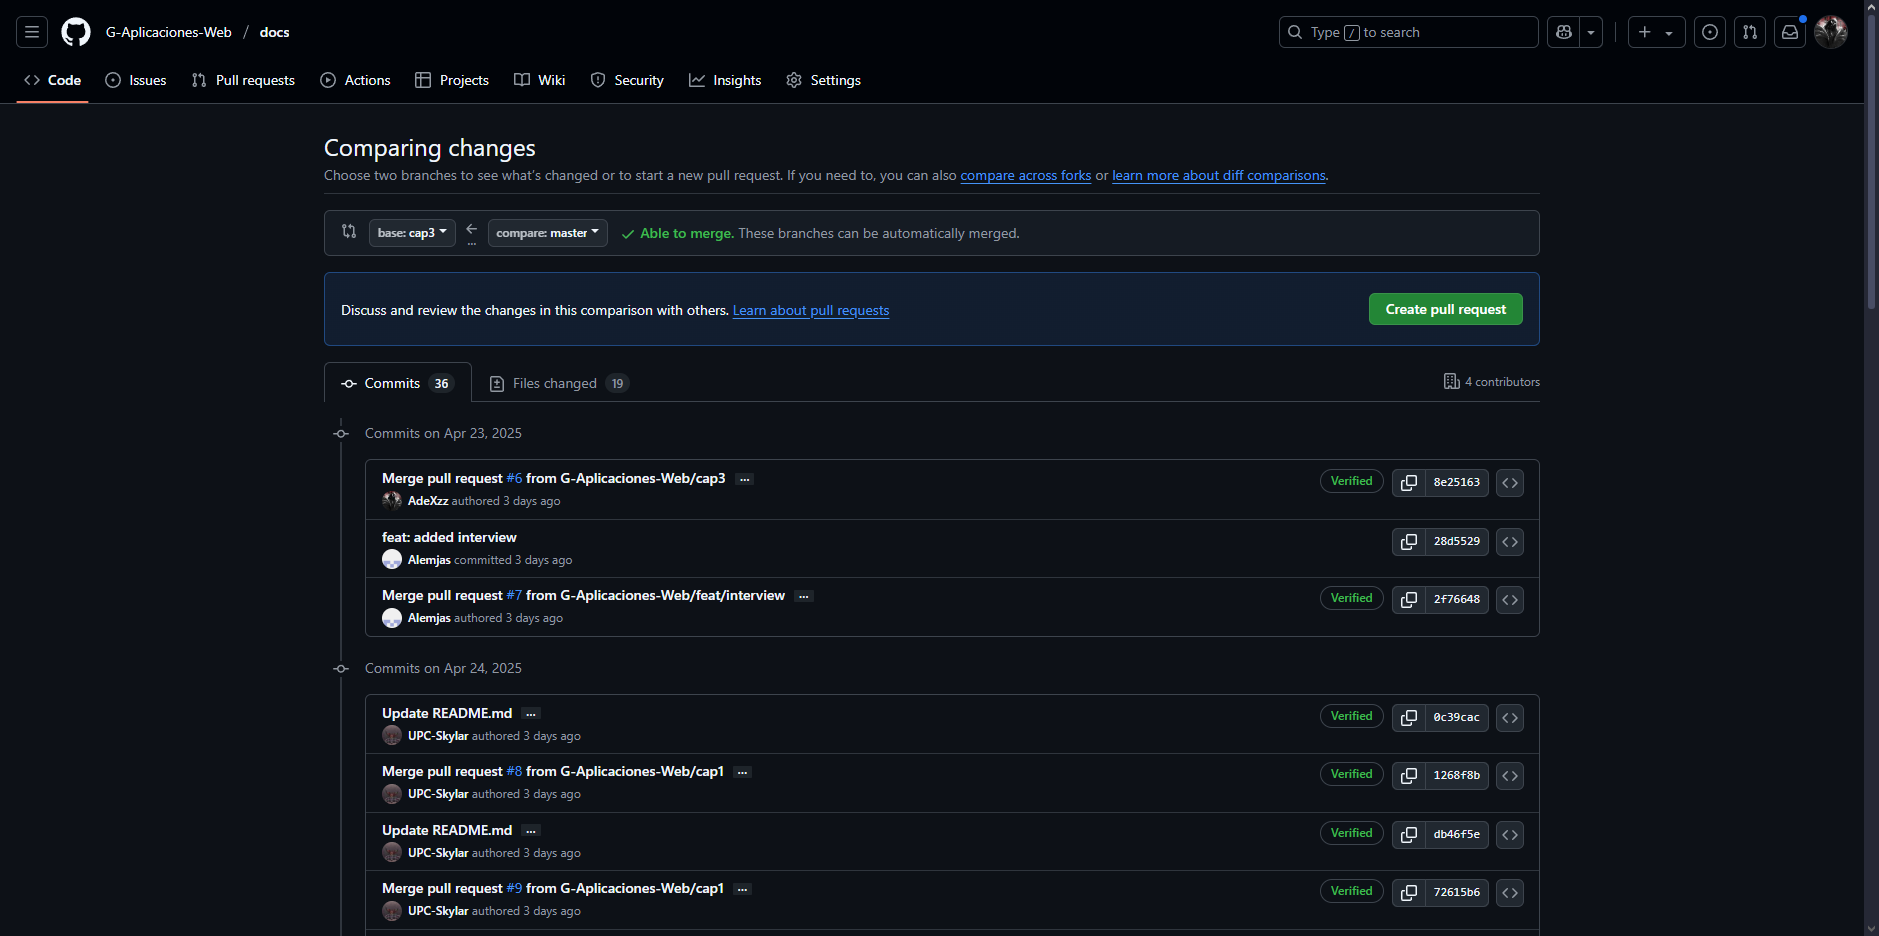 G-Aplicaciones-Web / docs
Type / to search
Code
Issues
Pull requests
Actions
Projects
Wiki
Security
Insights
Settings
Comparing changes
Choose two branches to see what's changed or to start a new pull request. If you need to, you can also compare across forks or learn more about diff comparisons.
base: cap3
...
compare: master
Able to merge. These branches can be automatically merged.
Discuss and review the changes in this comparison with others. Learn about pull requests
Create pull request
Commits 36
Files changed 19
4 contributors
Commits on Apr 23, 2025
Merge pull request #6 from G-Aplicaciones-Web/cap3 ...
AdeXzz authored 3 days ago
Verified
8e25163
feat: added interview
Alemjas committed 3 days ago
28d5529
Merge pull request #7 from G-Aplicaciones-Web/feat/interview ...
Alemjas authored 3 days ago
Verified
2f76648
Commits on Apr 24, 2025
Update README.md ...
UPC-Skylar authored 3 days ago
Verified
0c39cac
Merge pull request #8 from G-Aplicaciones-Web/cap1 ...
UPC-Skylar authored 3 days ago
Verified
1268f8b
Update README.md ...
UPC-Skylar authored 3 days ago
Verified
db46f5e
Merge pull request #9 from G-Aplicaciones-Web/cap1 ...
UPC-Skylar authored 3 days ago
Verified
72615b6